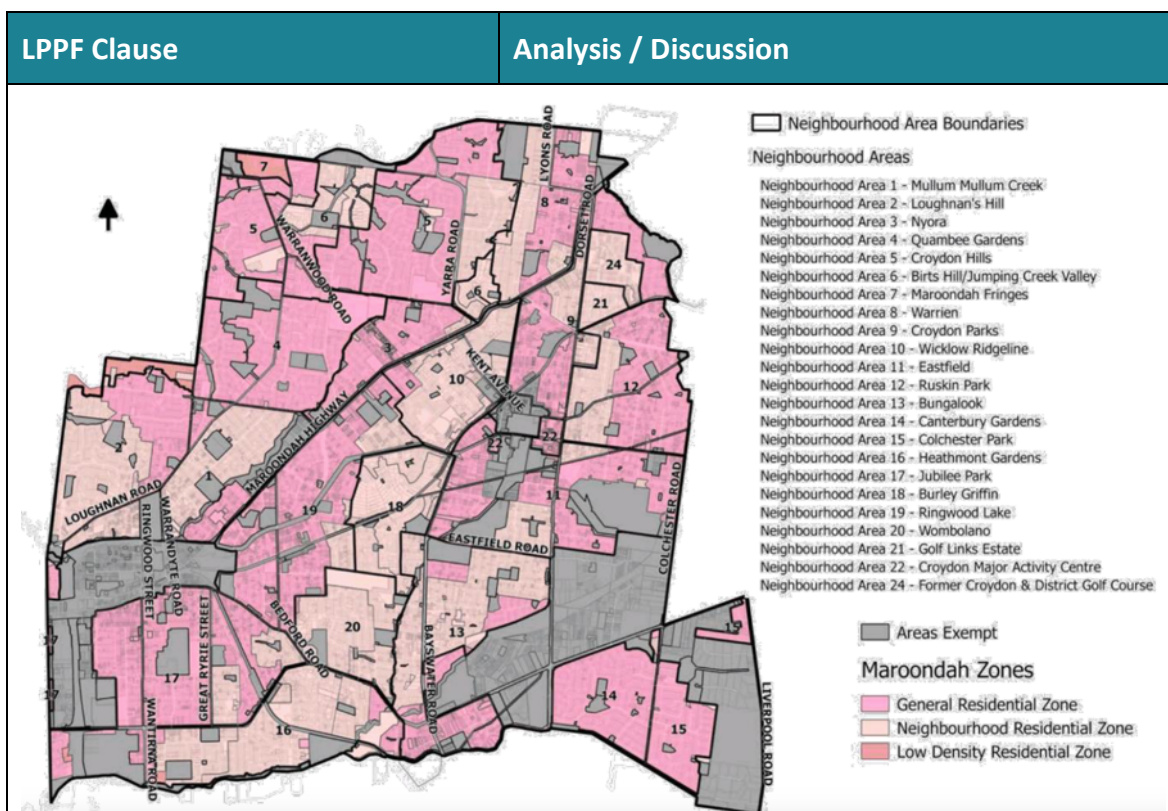 LPPF Clause
Analysis / Discussion
Neighbourhood Area Boundaries
Neighbourhood Areas
Neighbourhood Area 1 - Mullum Mullum Creek
Neighbourhood Area 2 - Loughnan's Hill
Neighbourhood Area 3 - Nyora
Neighbourhood Area 4 - Quambee Gardens
Neighbourhood Area 5 - Croydon Hills
Neighbourhood Area 6 - Birts Hill/Jumping Creek Valley
Neighbourhood Area 7 - Maroondah Fringes
Neighbourhood Area 8 - Warrien
Neighbourhood Area 9 - Croydon Parks
Neighbourhood Area 10 - Wicklow Ridgeline
Neighbourhood Area 11 - Eastfield
Neighbourhood Area 12 - Ruskin Park
Neighbourhood Area 13 - Bungalook
Neighbourhood Area 14 - Canterbury Gardens
Neighbourhood Area 15 - Colchester Park
Neighbourhood Area 16 - Heathmont Gardens
Neighbourhood Area 17 - Jubilee Park
Neighbourhood Area 18 - Burley Griffin
Neighbourhood Area 19 - Ringwood Lake
Neighbourhood Area 20 - Wombolano
Neighbourhood Area 21 - Golf Links Estate
Neighbourhood Area 22 - Croydon Major Activity Centre
Neighbourhood Area 24 - Former Croydon & District Golf Course
Areas Exempt
Maroondah Zones
General Residential Zone
Neighbourhood Residential Zone
Low Density Residential Zone
LYONS ROAD
7
8
6
5
5
WARRANWOOD ROAD
YARRA ROAD
DORSET ROAD
24
6
21
9
4
3
KENT AVENUE
10
12
MAROONDAH HIGHWAY
22
22
2
1
LOUGHNAN ROAD
COLCHESTER ROAD
18
19
11
RINGWOOD STREET
WARRANDYTE ROAD
EASTFIELD ROAD
BEDFORD ROAD
GREAT RYRIE STREET
20
13
BAYSWATER ROAD
17
15
17
17
14
15
16
WANTIRNA ROAD
LIVERPOOL ROAD